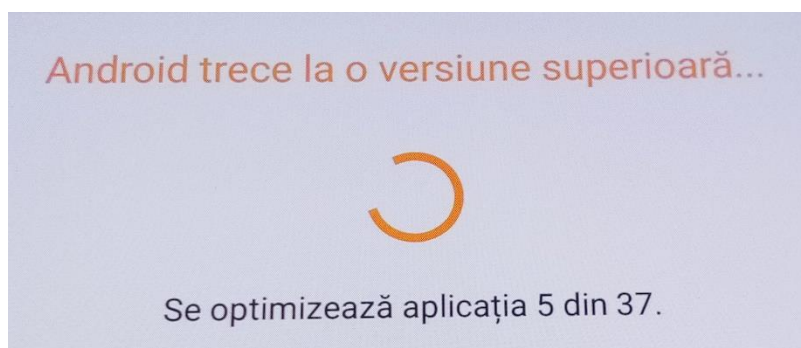 Android trece la o versiune superioară...
Se optimizează aplicația 5 din 37.